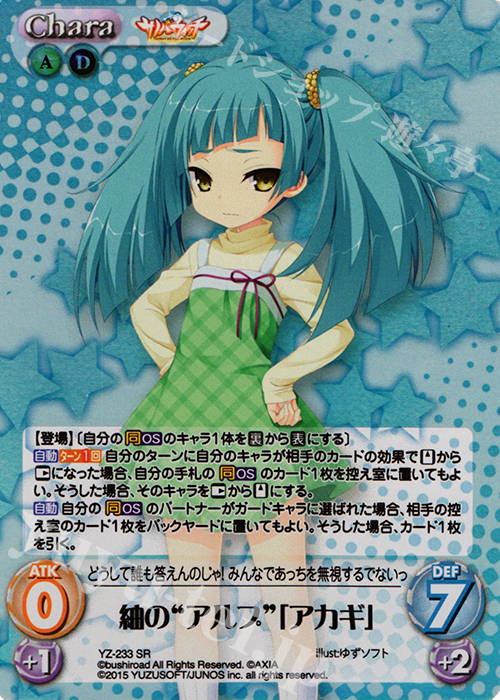 Chara
サバニャ
A D
【登場】〔自分の同OSのキャラ1体を裏から表にする〕
自動 ターン1回 自分のターンに自分のキャラが相手のカードの効果で から
になった場合、自分の手札の 同OS のカード1枚を控え室に置いてもよい。
そうした場合、そのキャラを から にする。
自動 自分の 同OS のパートナーがガードキャラに選ばれた場合、相手の控
え室のカード1枚をバックヤードに置いてもよい。そうした場合、カード1枚
を引く。
どうして誰も答えんのじゃ!みんなであっちを無視するでないっ
ATK
0
+1
紬の“アルプ”「アカギ」
DEF
7
+2
YZ-233 SR
illust:ゆずソフト
©bushiroad All Rights Reserved. ©AXIA
©2015 YUZUSOFT/JUNOS inc. all rights reserved.